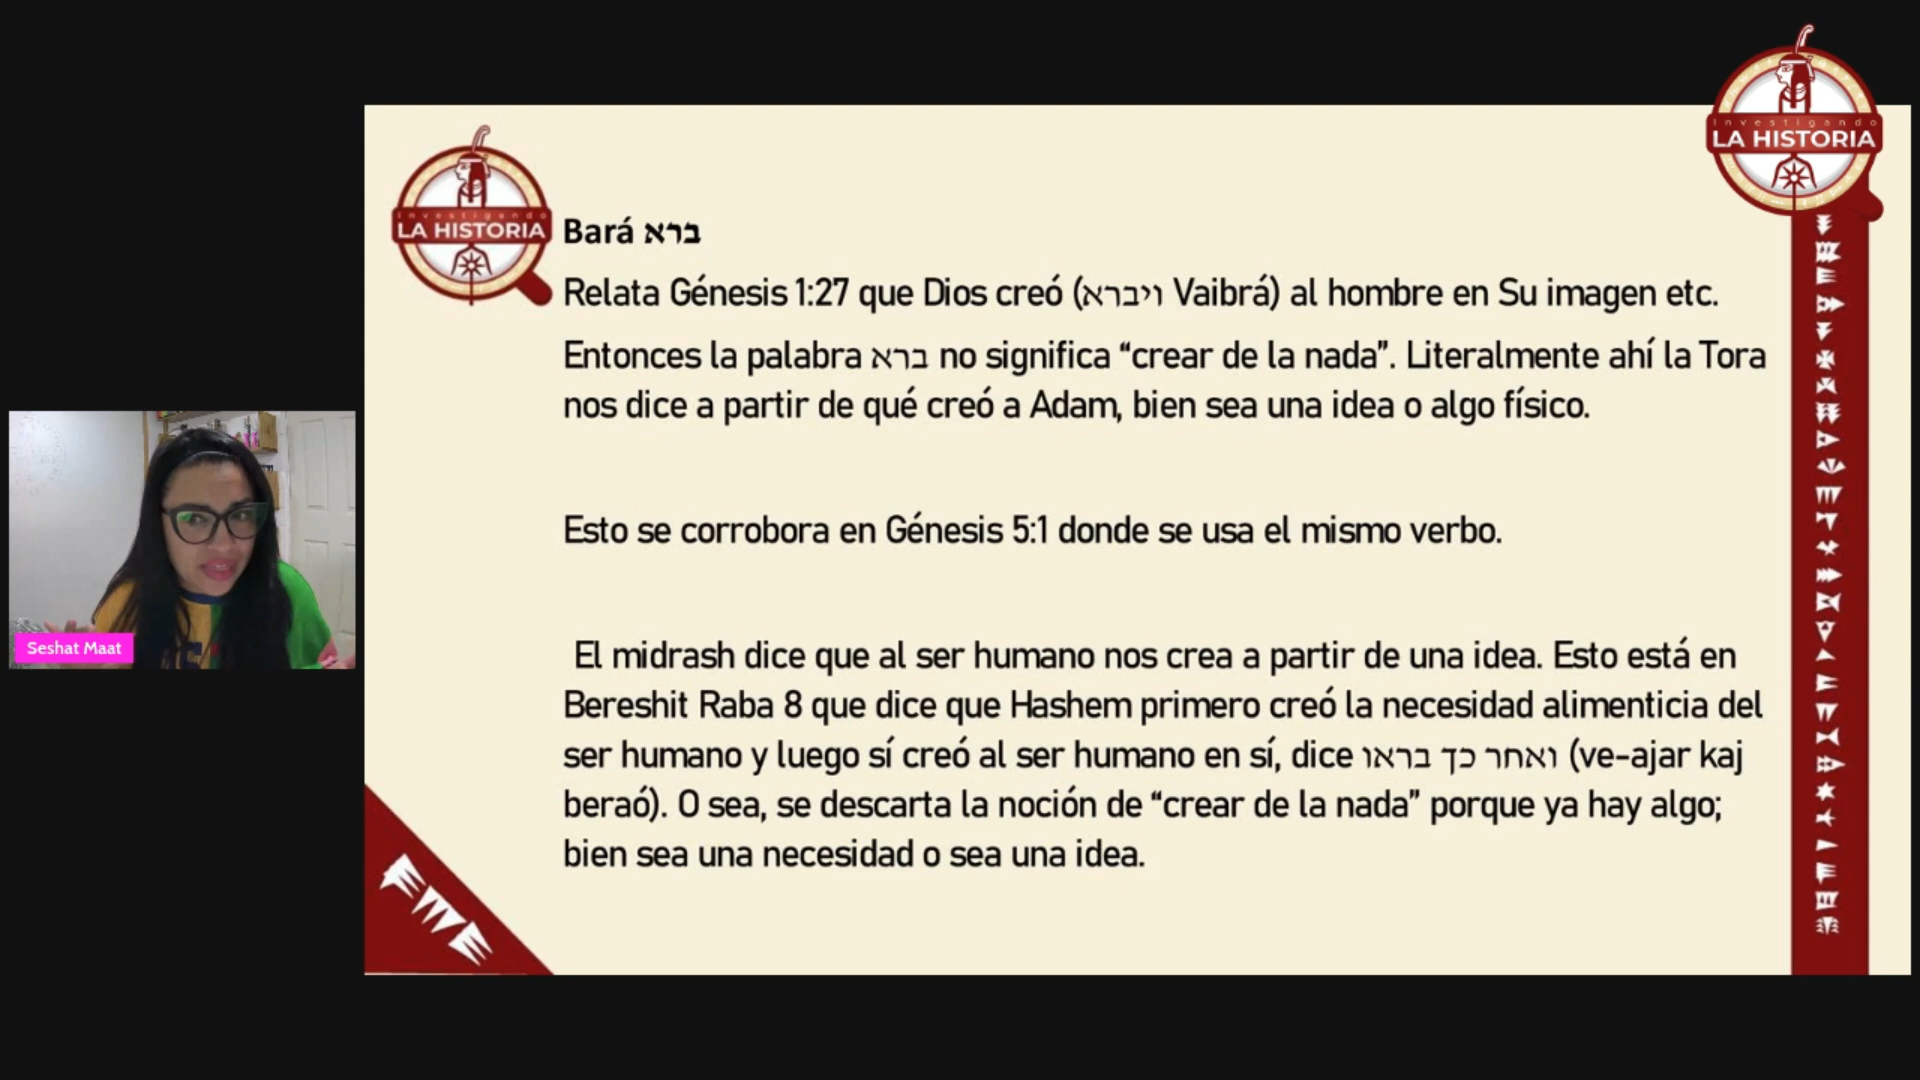 Investigando
LA HISTORIA
Investigando
LA HISTORIA
Bará ברא
Relata Génesis 1:27 que Dios creó (ויברא Vaibrá) al hombre en Su imagen etc.
Entonces la palabra ברא no significa “crear de la nada”. Literalmente ahí la Tora
nos dice a partir de qué creó a Adam, bien sea una idea o algo físico.
Esto se corrobora en Génesis 5:1 donde se usa el mismo verbo.
El midrash dice que al ser humano nos crea a partir de una idea. Esto está en
Bereshit Raba 8 que dice que Hashem primero creó la necesidad alimenticia del
ser humano y luego sí creó al ser humano en sí, dice ואחר כך בראו (ve-ajar kaj
beraó). O sea, se descarta la noción de “crear de la nada” porque ya hay algo;
bien sea una necesidad o sea una idea.
Seshat Maat